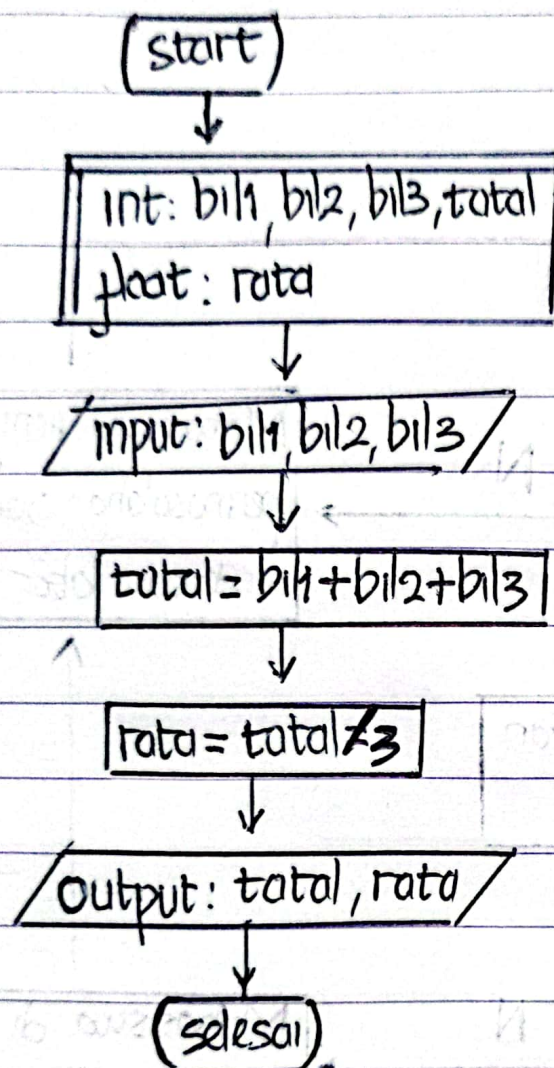 start
int: bil1, bil2, bil3, total
float: rata
input: bil1, bil2, bil3
total = bil1+bil2+bil3
rata = total/3
output: total, rata
selesai
N
N